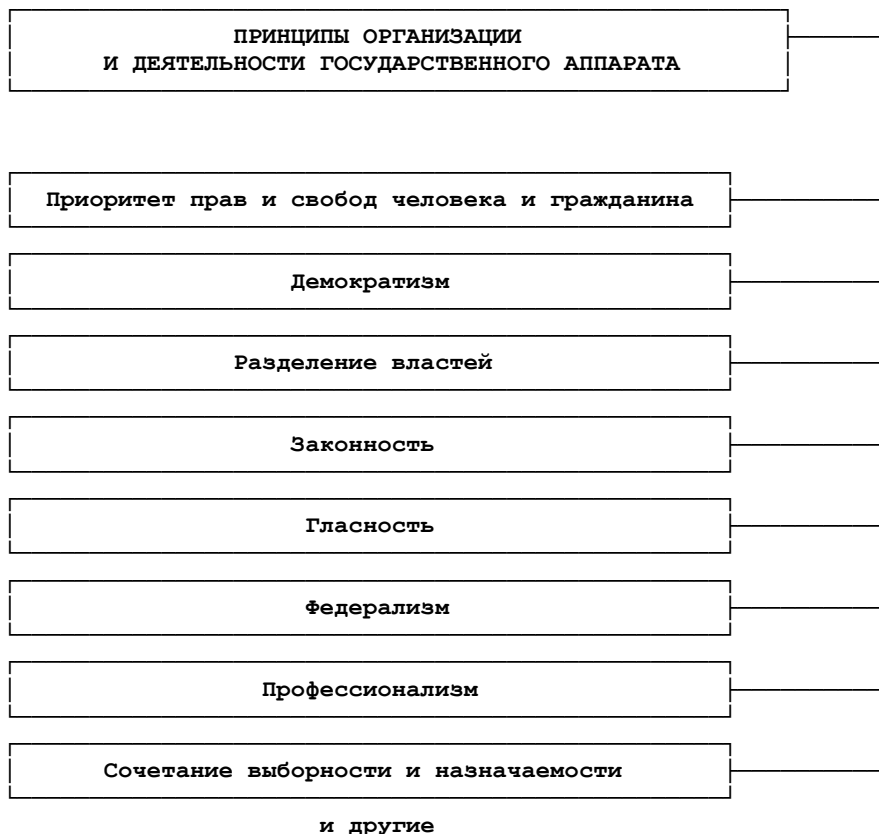 ПРИНЦИПЫ ОРГАНИЗАЦИИ
И ДЕЯТЕЛЬНОСТИ ГОСУДАРСТВЕННОГО АППАРАТА
Приоритет прав и свобод человека и гражданина
Демократизм
Разделение властей
Законность
Гласность
Федерализм
Профессионализм
Сочетание выборности и назначаемости
и другие